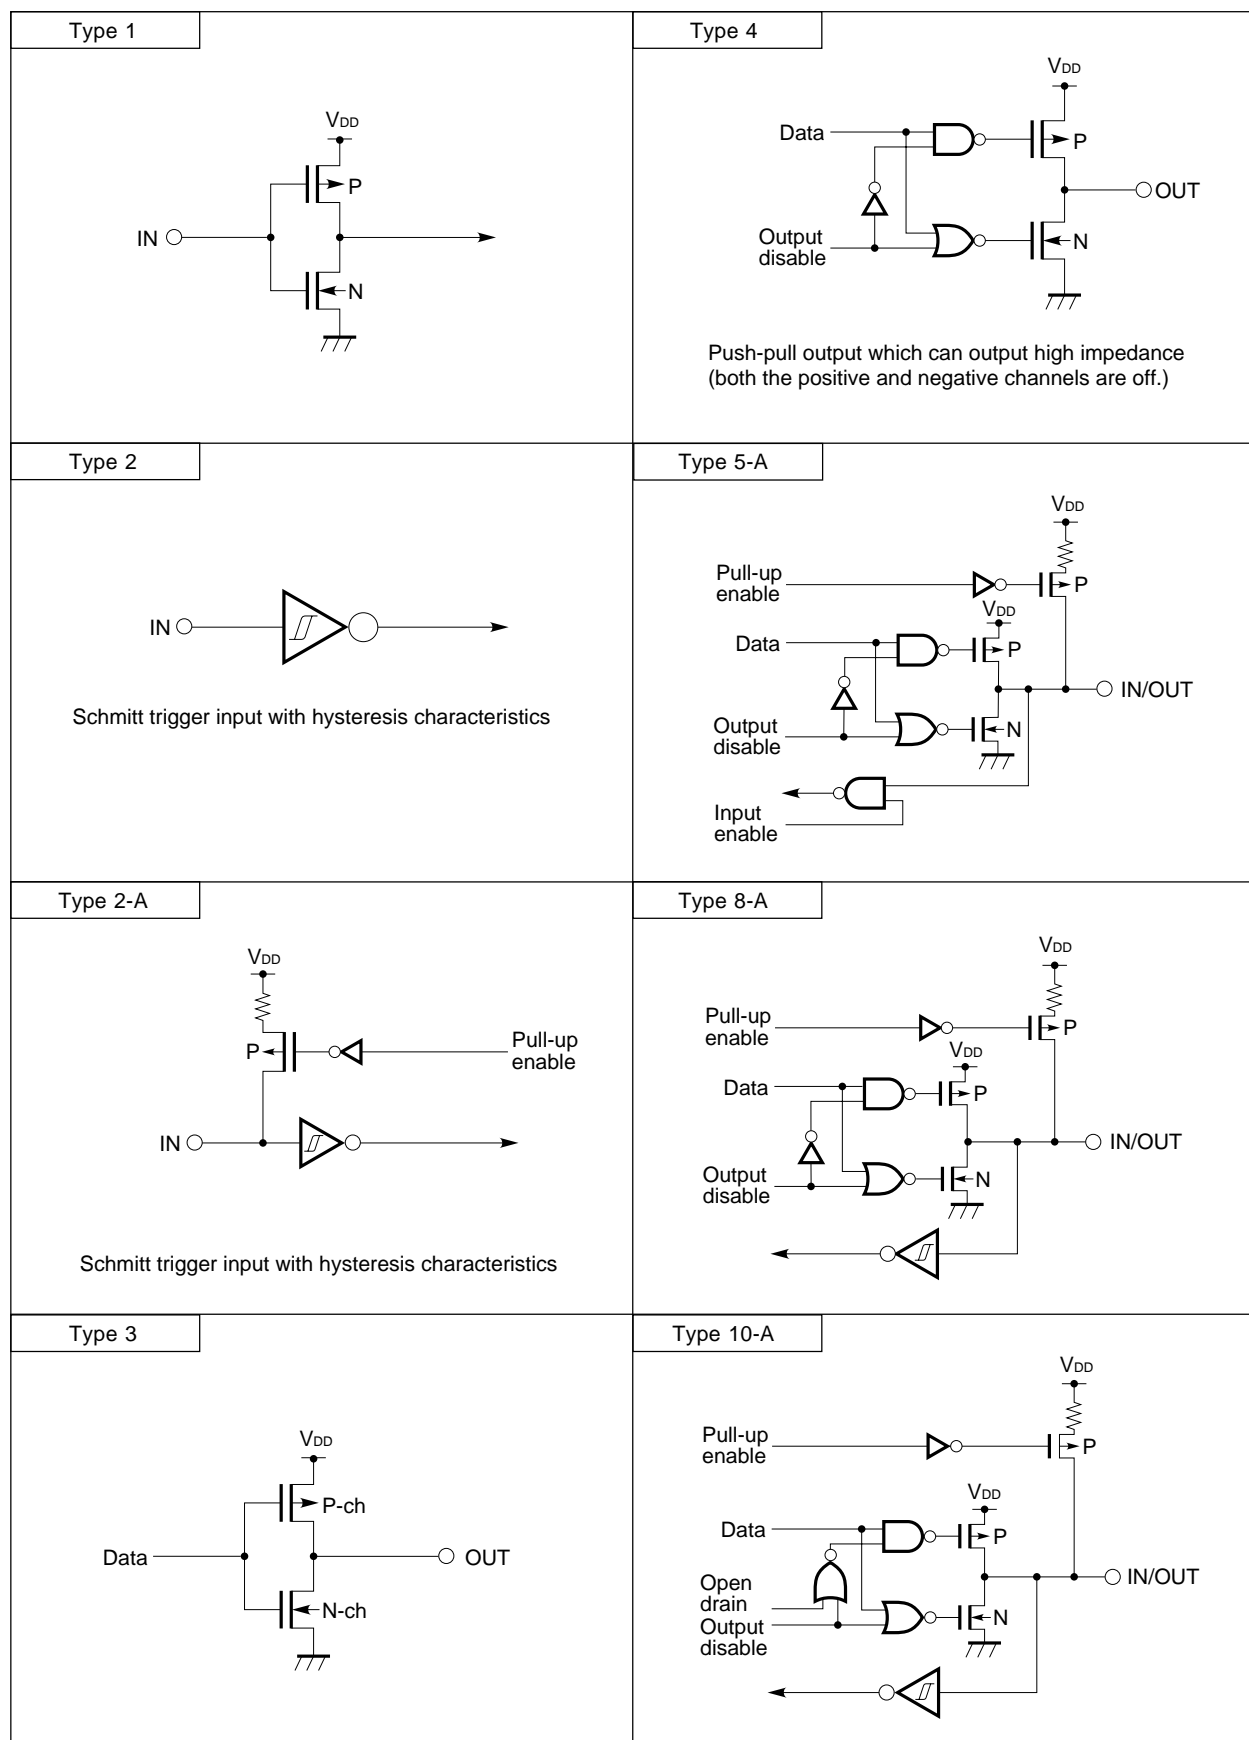 Type 1
VDD
P
IN
N
Type 4
VDD
Data
P
OUT
Output
disable
N
Push-pull output which can output high impedance
(both the positive and negative channels are off.)
Type 2
IN
Schmitt trigger input with hysteresis characteristics
Type 5-A
VDD
Pull-up
enable
P
VDD
Data
P
IN/OUT
Output
disable
N
Input
enable
Type 2-A
VDD
P
Pull-up
enable
IN
Schmitt trigger input with hysteresis characteristics
Type 8-A
VDD
Pull-up
enable
P
VDD
Data
P
IN/OUT
Output
disable
N
Type 3
VDD
P-ch
Data
OUT
N-ch
Type 10-A
VDD
Pull-up
enable
P
VDD
Data
P
IN/OUT
Open
drain
Output
disable
N